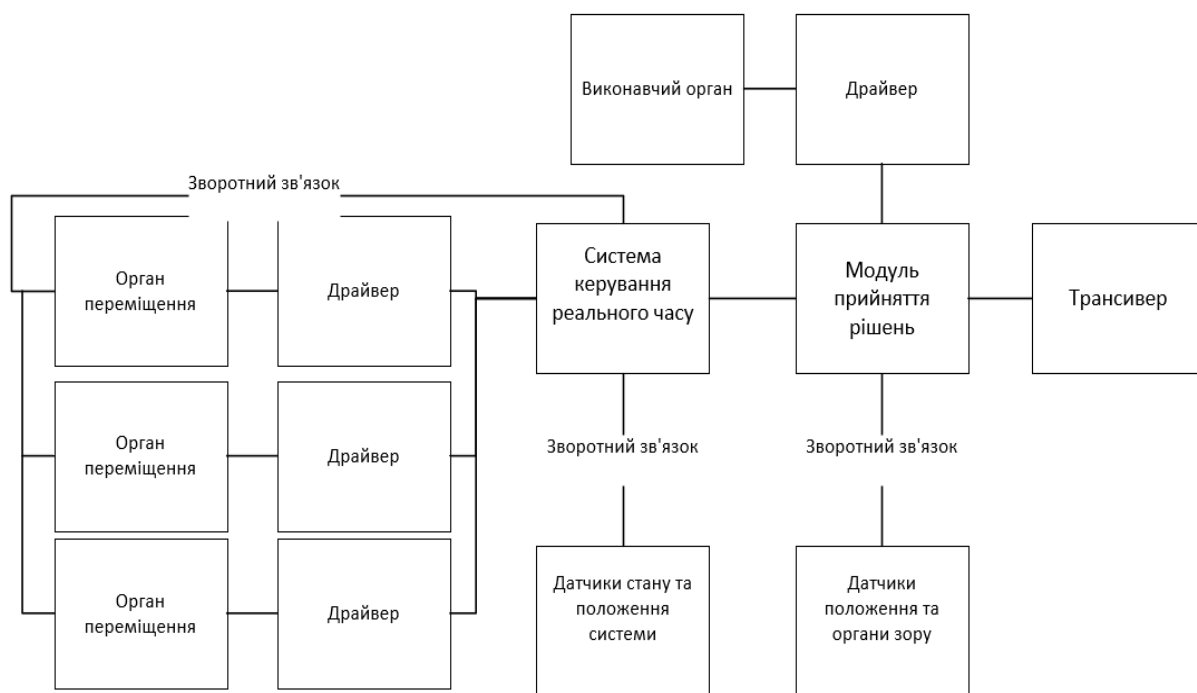 Виконавчий орган
Драйвер
Зворотний зв'язок
Орган
переміщення
Драйвер
Система
керування
реального часу
Модуль
прийняття
рішень
Трансивер
Орган
переміщення
Драйвер
Зворотний зв'язок
Зворотний зв'язок
Орган
переміщення
Драйвер
Датчики стану та
положення
системи
Датчики
положення та
органи зору